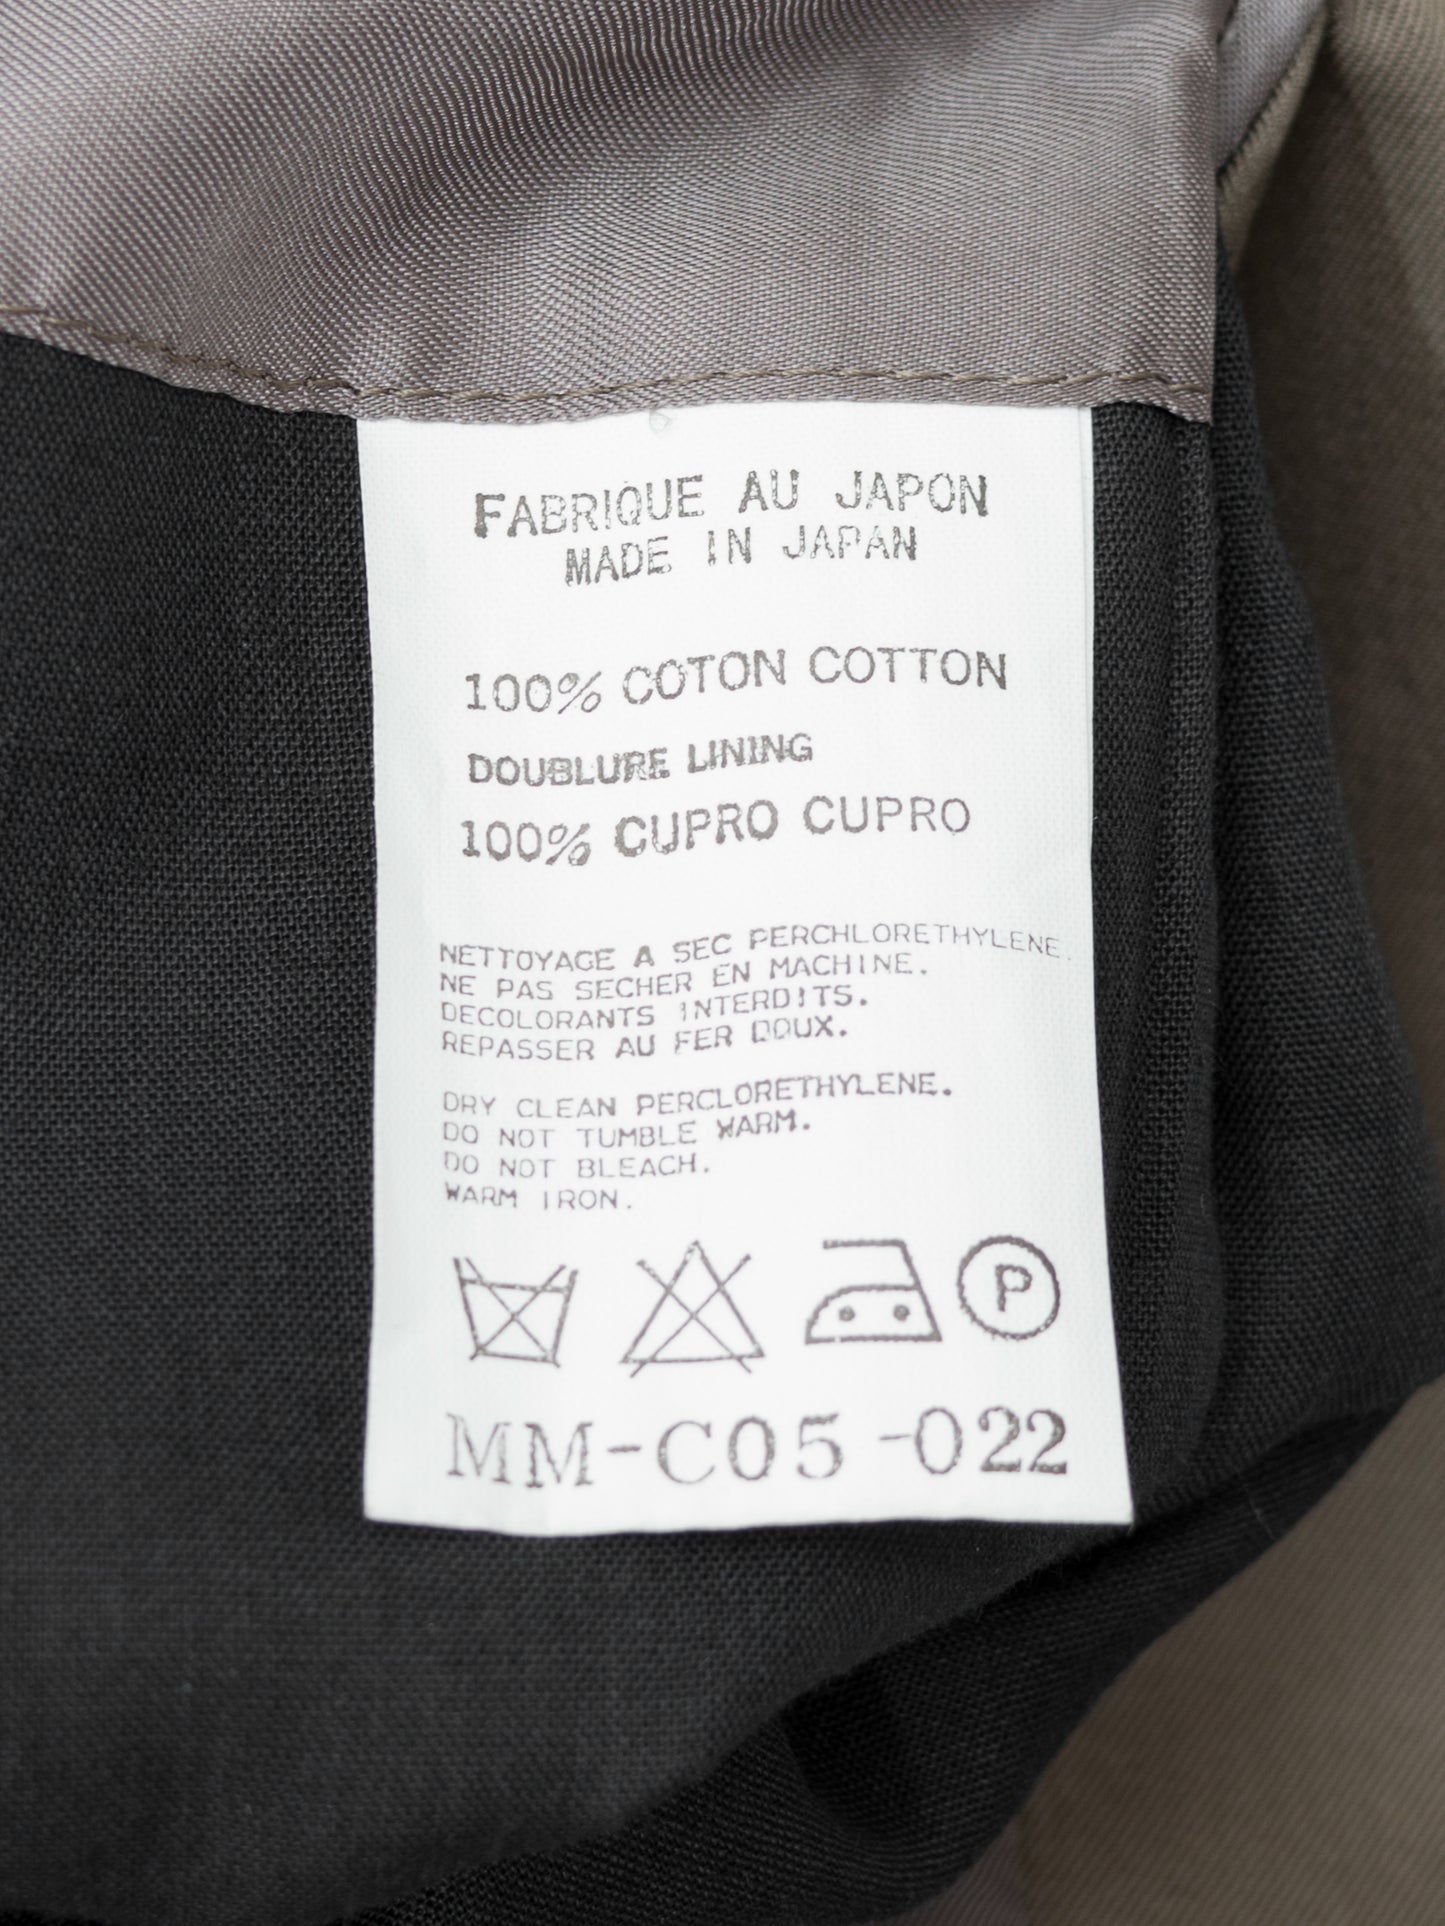 FABRIQUE AU JAPON
MADE IN JAPAN
100% COTON COTTON
DOUBLURE LINING
100% CUPRO CUPRO
NETTOYAGE A SEC PERCHLORETHYLENE.
NE PAS SECHER EN MACHINE.
DECOLORANTS INTERDITS.
REPASSER AU FER DOUX.
DRY CLEAN PERCLORETHYLENE.
DO NOT TUMBLE WARM.
DO NOT BLEACH.
WARM IRON.
P
MM-C05-022